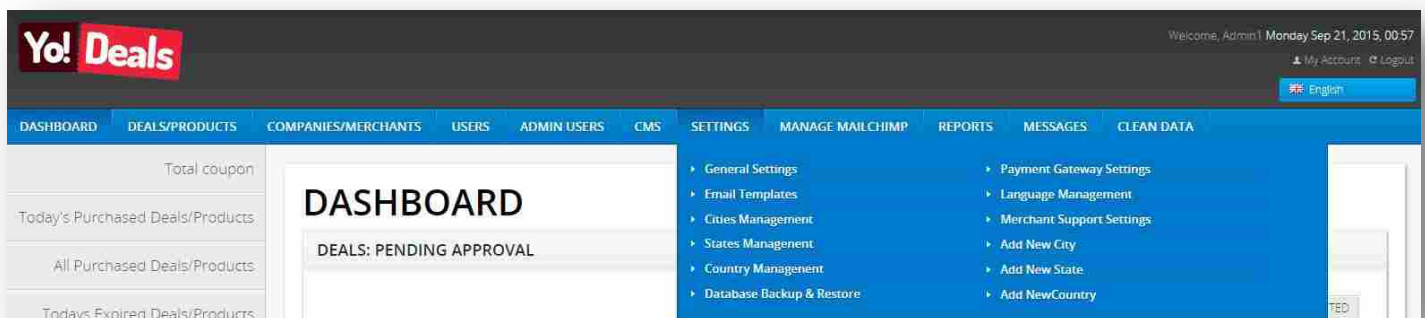 Yo! Deals
Welcome, Admin1 Monday Sep 21, 2015, 00:57
My Account Logout
English
DASHBOARD DEALS/PRODUCTS COMPANIES/MERCHANTS USERS ADMIN USERS CMS SETTINGS MANAGE MAILCHIMP REPORTS MESSAGES CLEAN DATA
Total coupon
Today's Purchased Deals/Products
All Purchased Deals/Products
Todays Expired Deals/Products
DASHBOARD
DEALS: PENDING APPROVAL
General Settings
Email Templates
Cities Management
States Managenent
Country Managenent
Database Backup & Restore
Payment Gateway Settings
Language Management
Merchant Support Settings
Add New City
Add New State
Add NewCountry
TED